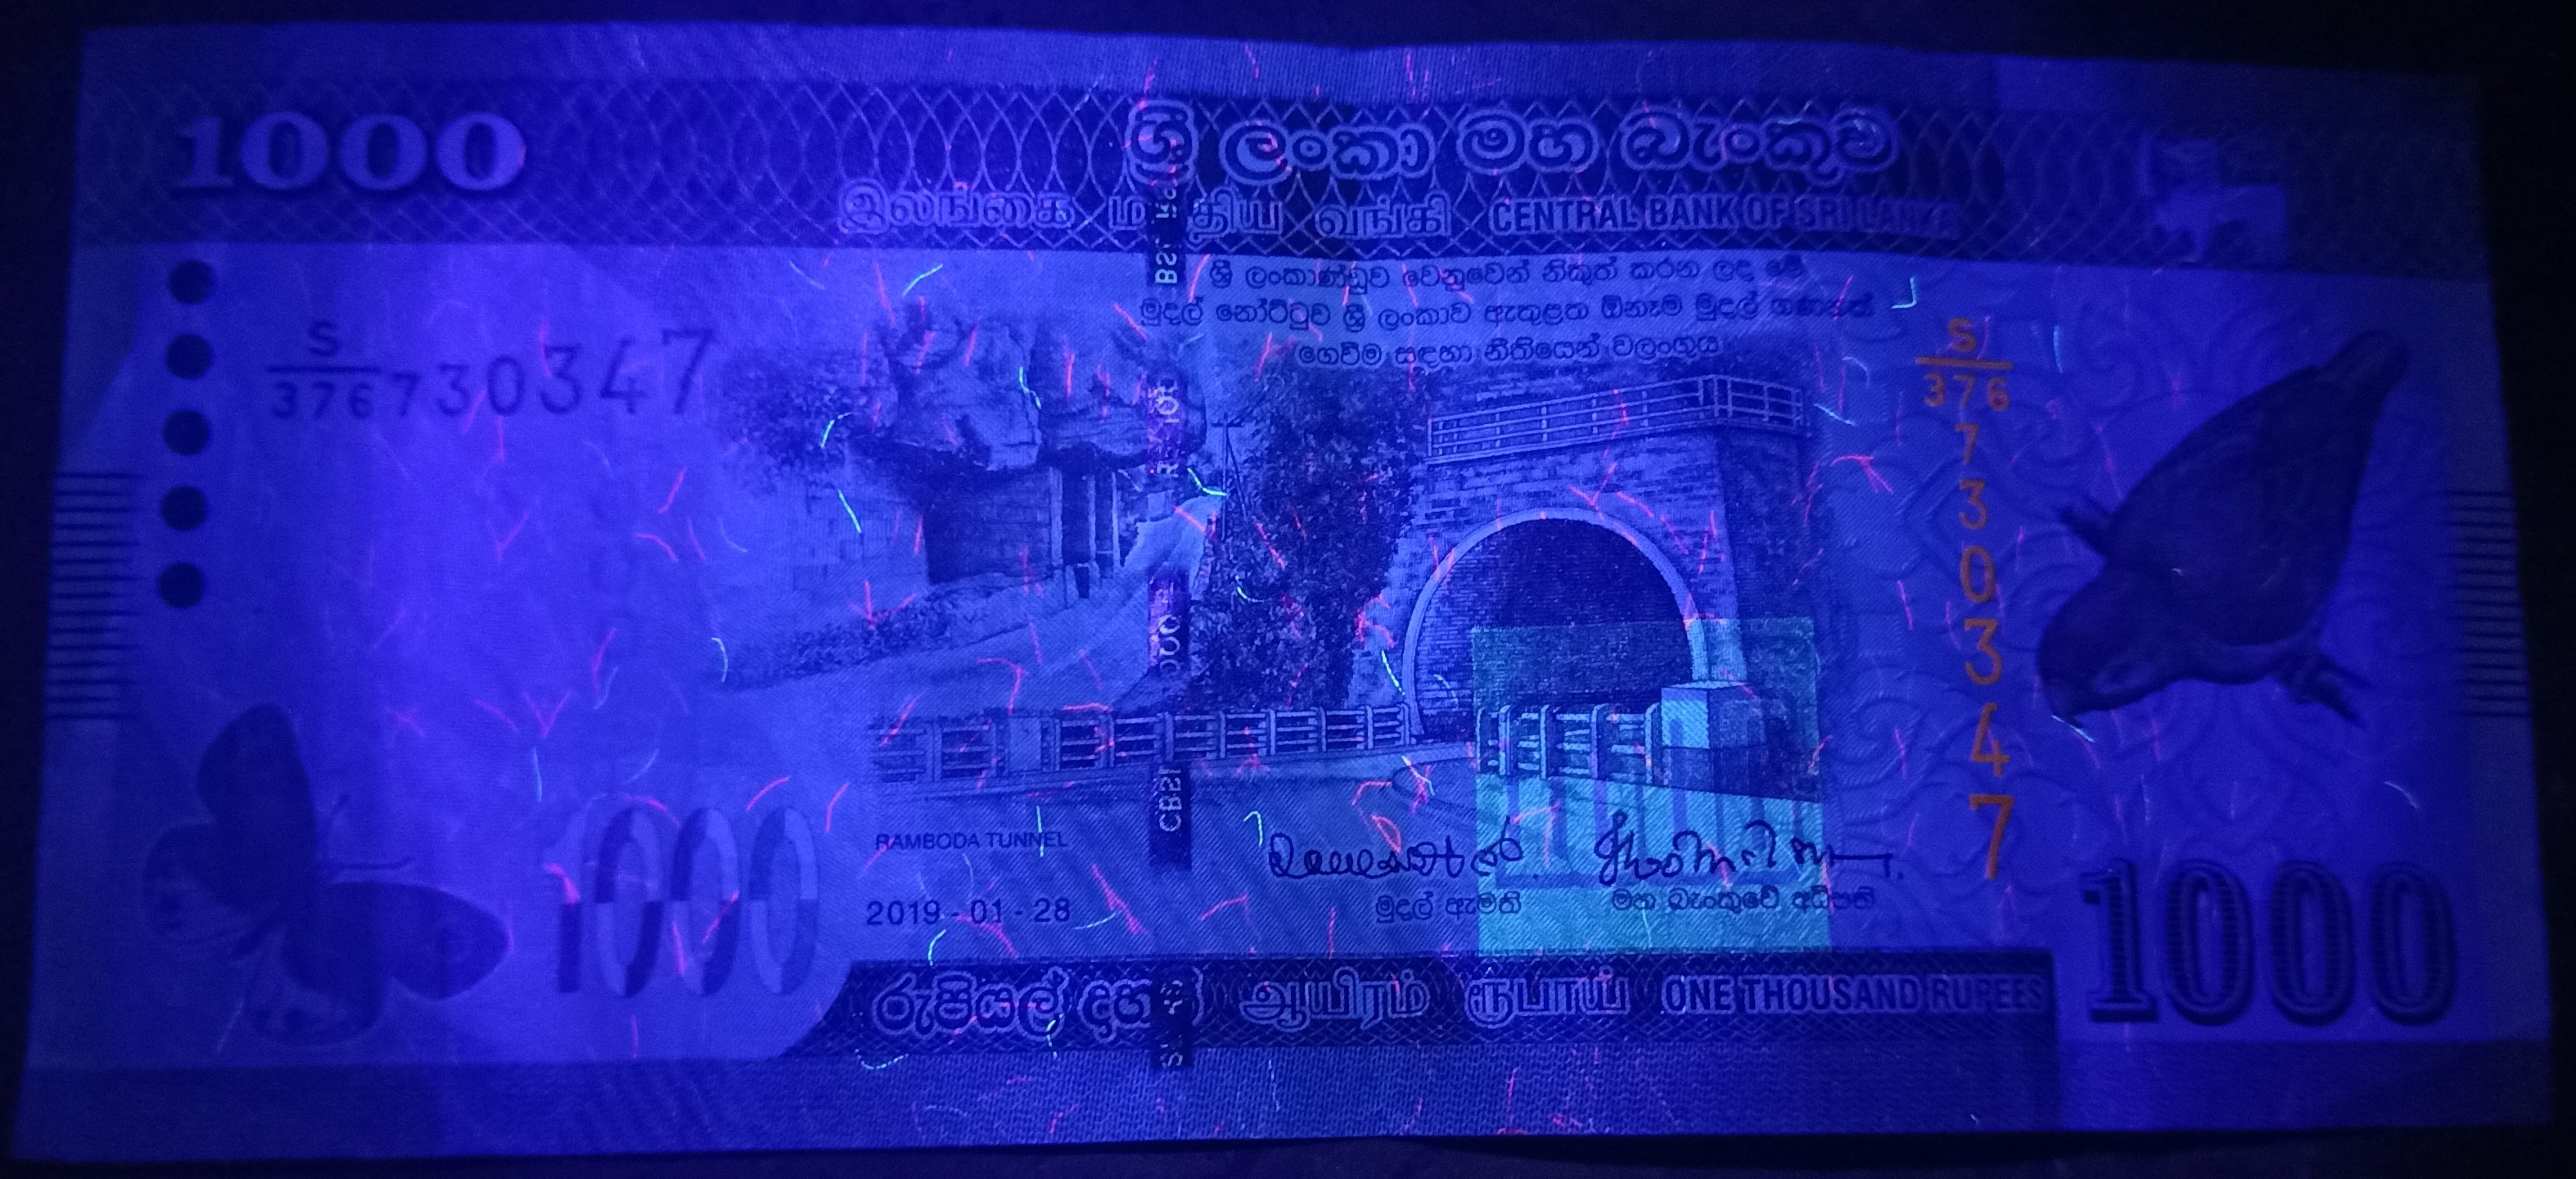 1000
ශ්‍රී ලංකා මහ බැංකුව
இலங்கை மத்திய வங்கி CENTRAL BANK OF SRI LANKA
ශ්‍රී ලංකාණ්ඩුව වෙනුවෙන් නිකුත් කරන ලද මේ
මුදල් නෝට්ටුව ශ්‍රී ලංකාව ඇතුළත ඕනෑම මුදල් ගණනක්
ගෙවීම සඳහා නීතියෙන් වලංගුය
S/376 730347
S/376 730347
1000
RAMBODA TUNNEL
2019 - 01 - 28
මුදල් ඇමති
මහ බැංකුවේ අධිපති
රුපියල් දහස ஆயிரம் ரூபாய் ONE THOUSAND RUPEES
1000